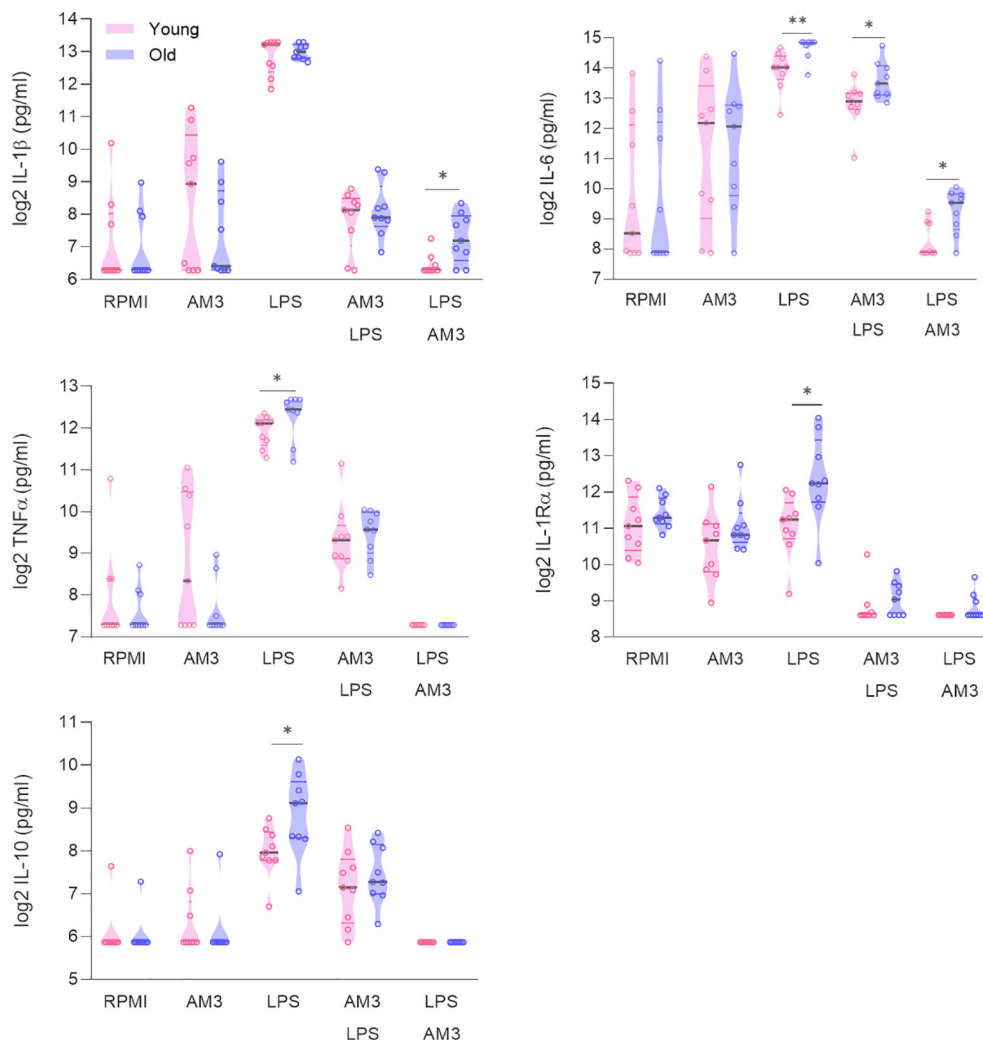 Young
Old
log2 IL-1β (pg/ml)
14
13
12
11
10
9
8
7
6
*
RPMI AM3 LPS AM3 LPS
LPS AM3
log2 IL-6 (pg/ml)
16
15
14
13
12
11
10
9
8
7
** * *
RPMI AM3 LPS AM3 LPS
LPS AM3
log2 TNFα (pg/ml)
13
12
11
10
9
8
7
*
RPMI AM3 LPS AM3 LPS
LPS AM3
log2 IL-1Rα (pg/ml)
15
14
13
12
11
10
9
8
*
RPMI AM3 LPS AM3 LPS
LPS AM3
log2 IL-10 (pg/ml)
11
10
9
8
7
6
5
*
RPMI AM3 LPS AM3 LPS
LPS AM3